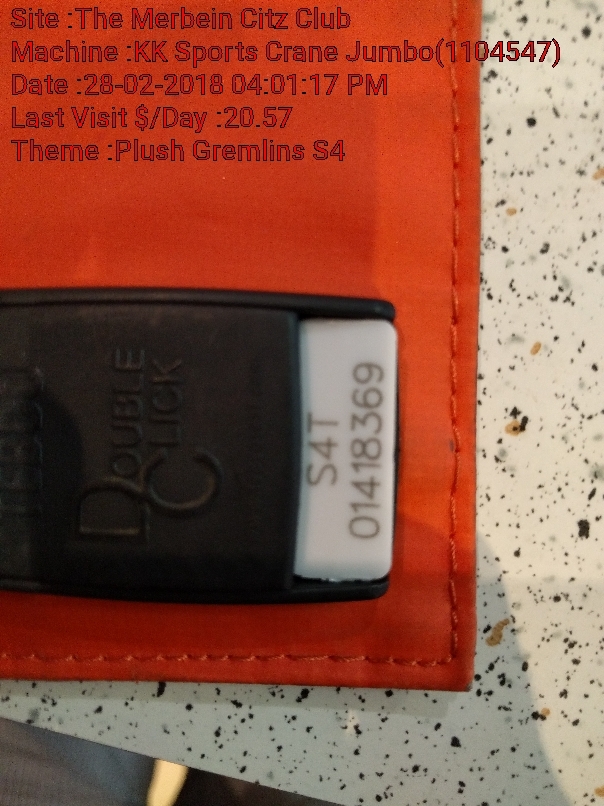 Site :The Merbein Citz Club
Machine :KK Sports Crane Jumbo(1104547)
Date :28-02-2018 04:01:17 PM
Last Visit $/Day :20.57
Theme :Plush Gremlins S4
DOUBLE
CLICK
S4T
01418369